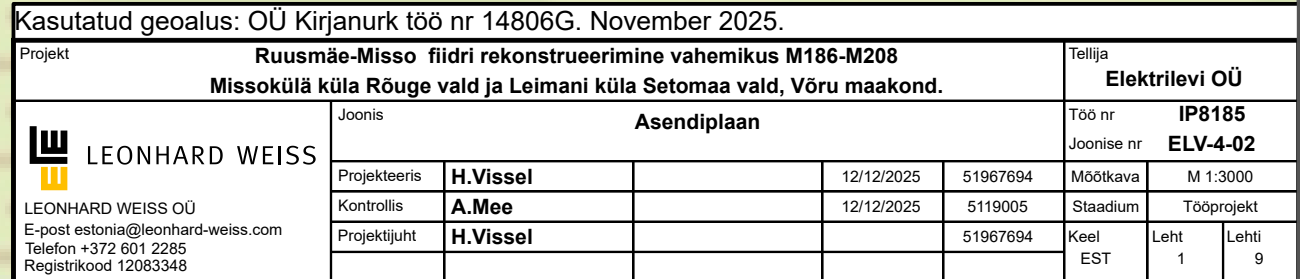 Kasutatud geoalus: OÜ Kirjanurk töö nr 14806G. November 2025.
Projekt
Ruusmäe-Misso fiidri rekonstrueerimine vahemikus M186-M208
Missokülä küla Rõuge vald ja Leimani küla Setomaa vald, Võru maakond.
Tellija
Elektrilevi OÜ
LEONHARD WEISS
LEONHARD WEISS OÜ
E-post estonia@leonhard-weiss.com
Telefon +372 601 2285
Registrikood 12083348
Joonis
Asendiplaan
Töö nr IP8185
Joonise nr ELV-4-02
Projekteeris H.Vissel 12/12/2025 51967694 Mõõtkava M 1:3000
Kontrollis A.Mee 12/12/2025 5119005 Staadium Tööprojekt
Projektijuht H.Vissel 51967694 Keel Leht Lehti
EST 1 9